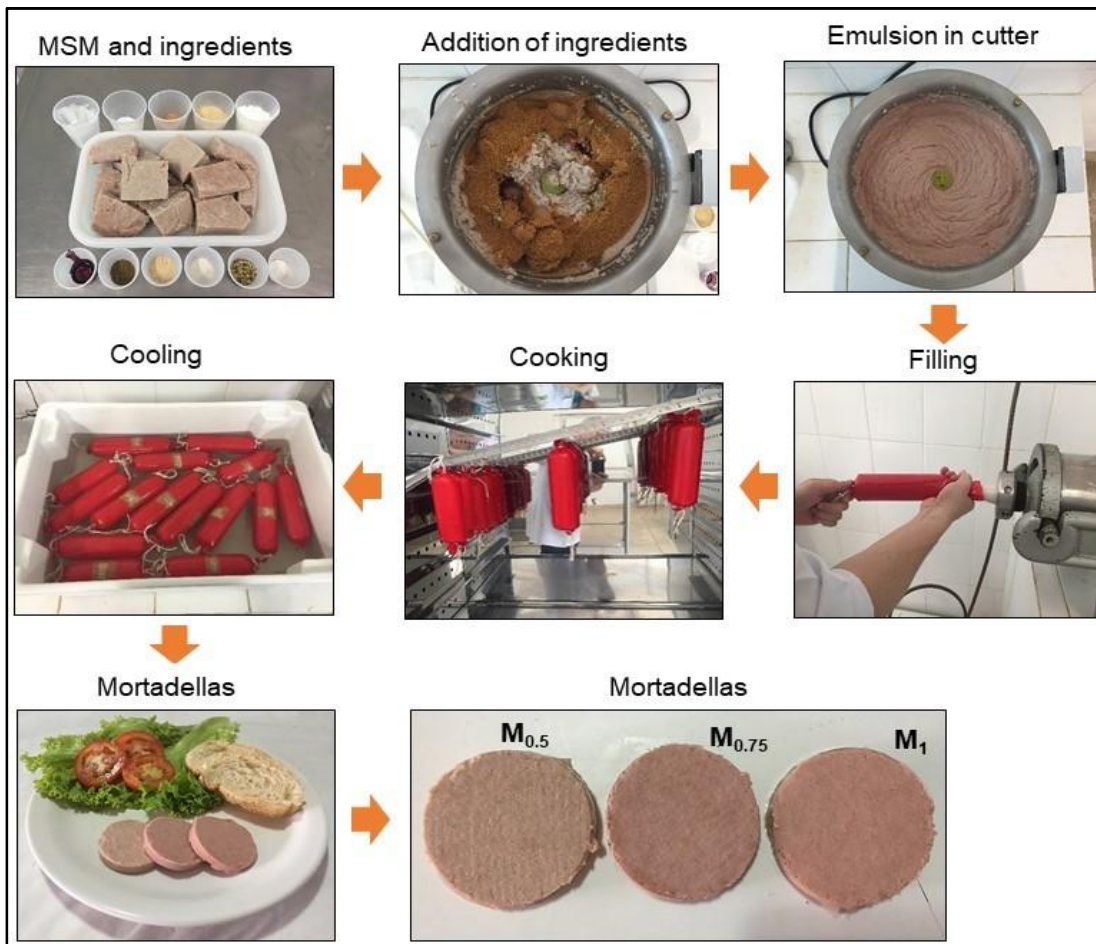 MSM and ingredients
Addition of ingredients
Emulsion in cutter
Filling
Cooking
Cooling
Mortadellas
Mortadellas
M0.5
M0.75
M1